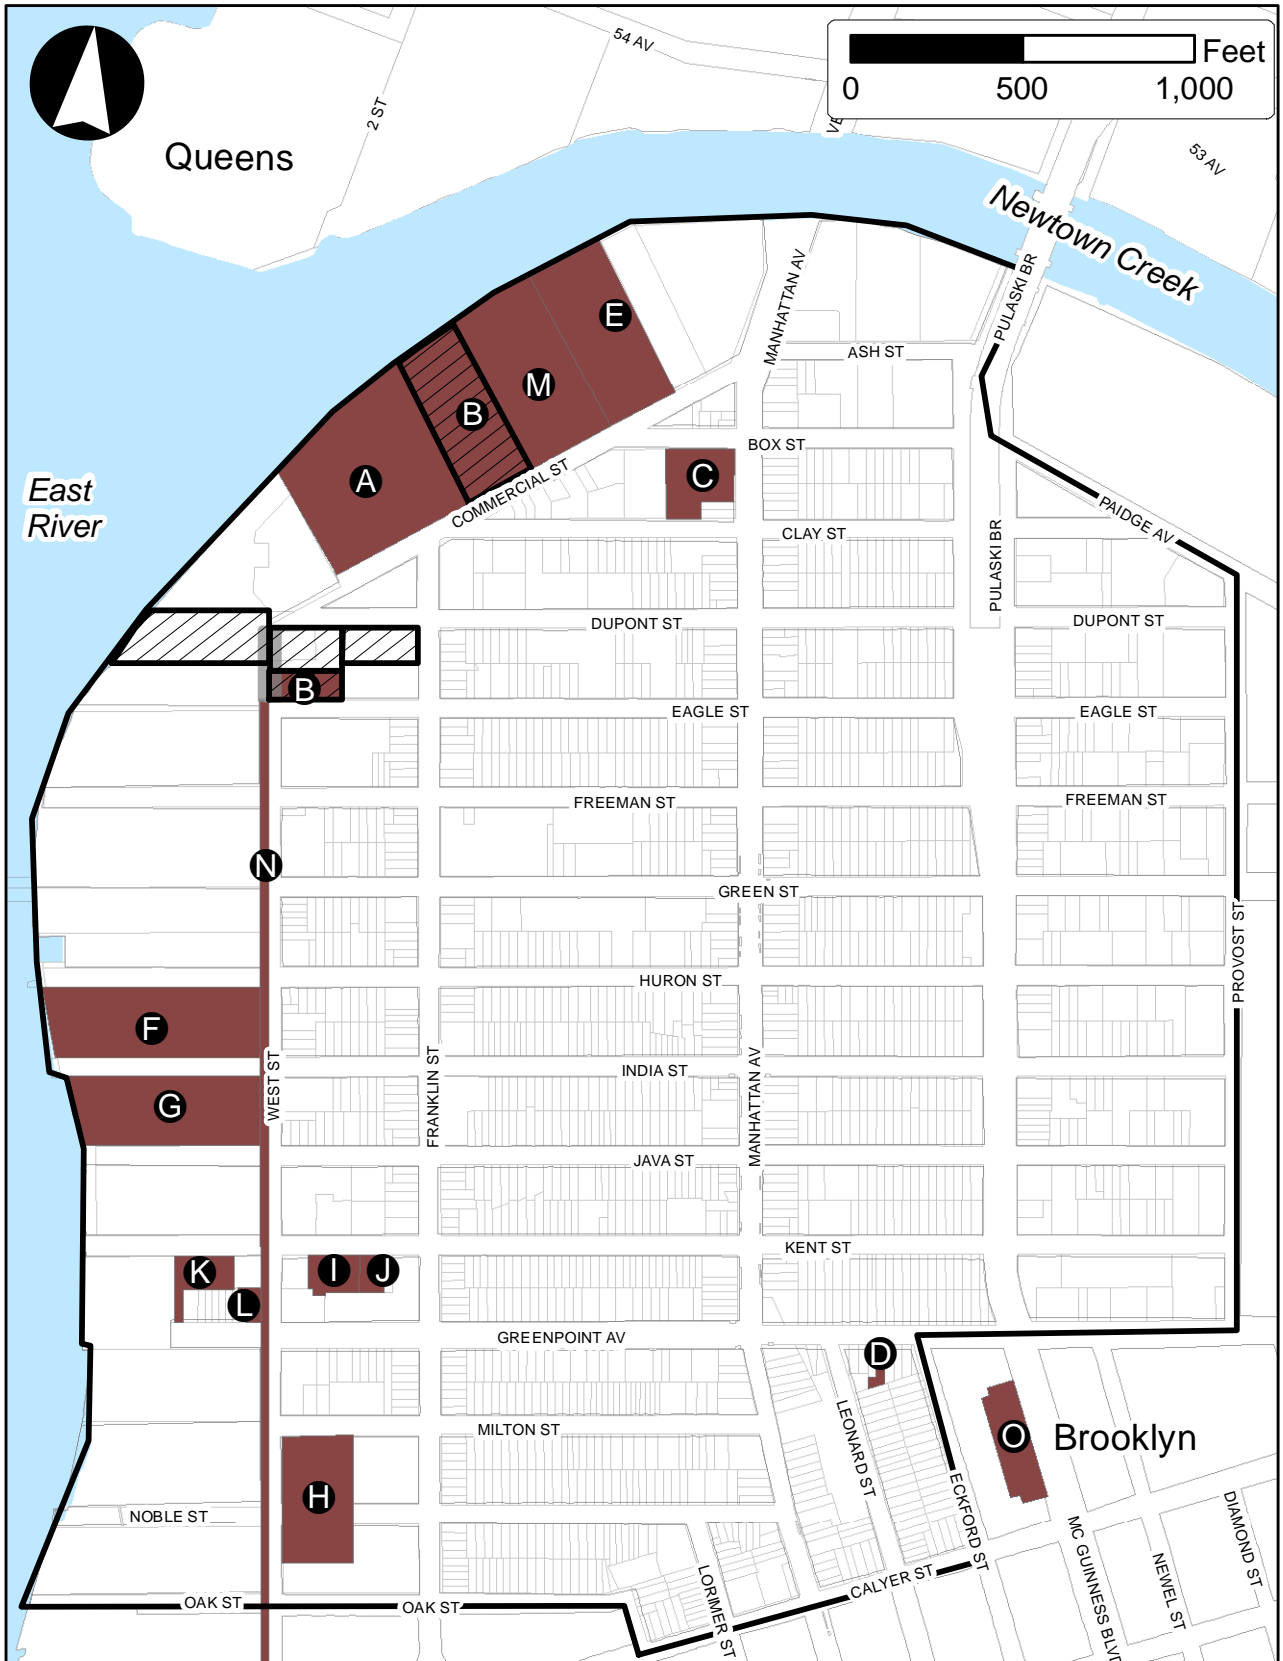 54 AV
Feet
0 500 1,000
2 ST
VE
Queens
53 AV
Newtown Creek
MANHATTAN AV
PULASKI BR
E
ASH ST
M
B
BOX ST
A
C
East
River
COMMERCIAL ST
PAIDGE AV
CLAY ST
PULASKI BR
DUPONT ST
DUPONT ST
B
EAGLE ST
EAGLE ST
FREEMAN ST
FREEMAN ST
N
GREEN ST
PROVOST ST
HURON ST
F
WEST ST
FRANKLIN ST
INDIA ST
MANHATTAN AV
G
JAVA ST
KENT ST
K
I
J
L
GREENPOINT AV
D
LEONARD ST
MILTON ST
O
Brooklyn
H
NOBLE ST
ECKFORD ST
DIAMOND ST
MC GUINNESS BLVD
NEWEL ST
CALYER ST
LORIMER ST
OAK ST
OAK ST